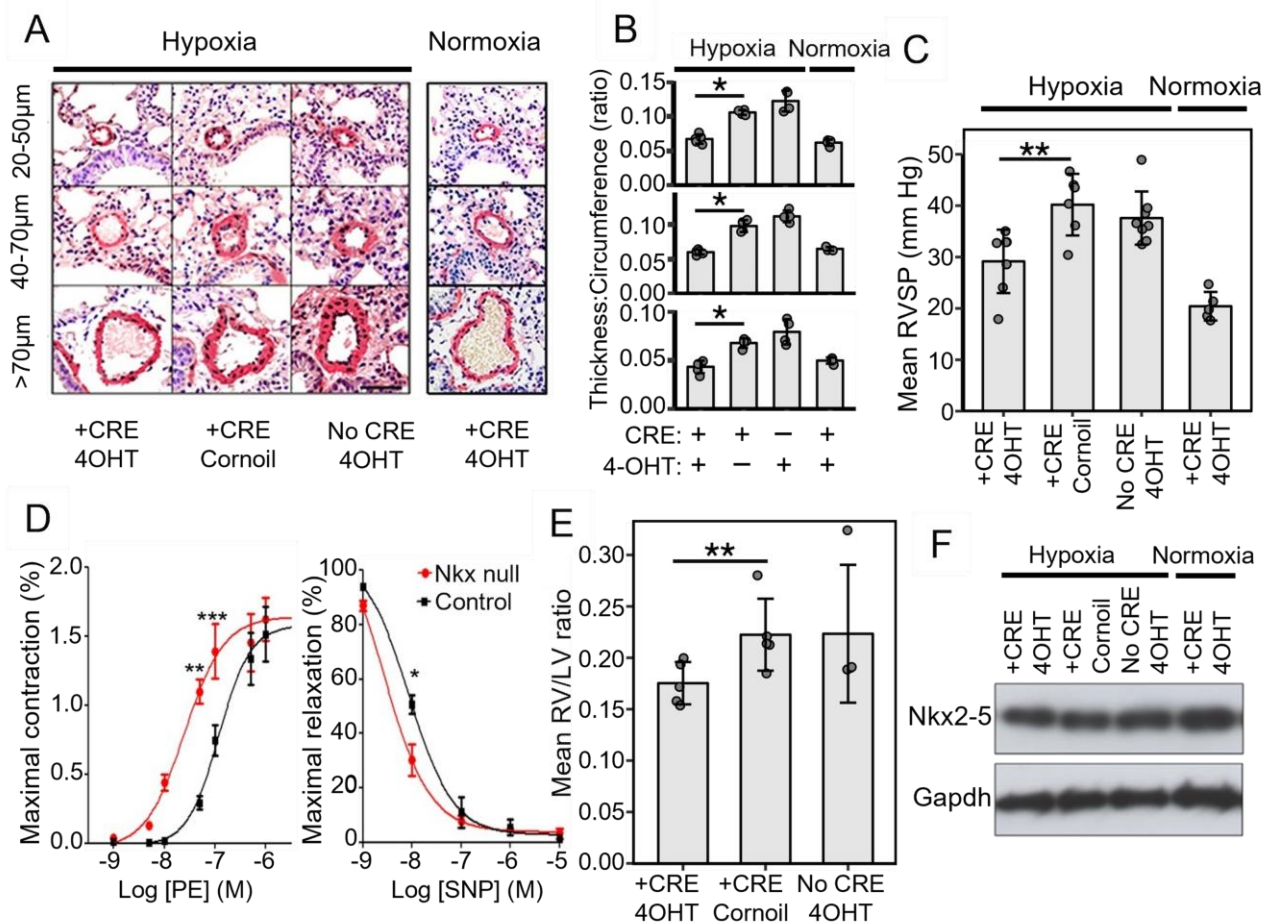 A
Hypoxia
Normoxia
20-50μm
40-70μm
>70μm
+CRE
4OHT
+CRE
Cornoil
No CRE
4OHT
+CRE
4OHT
B
Hypoxia
Normoxia
Thickness:Circumference (ratio)
0.15
0.10
0.05
0.00
*
0.10
0.05
0.00
*
0.10
0.05
0.00
*
CRE: + + − +
4-OHT: + − + +
C
Hypoxia
Normoxia
Mean RVSP (mm Hg)
50
40
30
20
10
0
**
+CRE
4OHT
+CRE
Cornoil
No CRE
4OHT
+CRE
4OHT
D
Maximal contraction (%)
2.0
1.5
1.0
0.5
0.0
**
***
-9 -8 -7 -6
Log [PE] (M)
Maximal relaxation (%)
100
80
60
40
20
0
Nkx null
Control
*
-9 -8 -7 -6 -5
Log [SNP] (M)
E
Mean RV/LV ratio
0.30
0.25
0.20
0.15
0.00
**
+CRE
4OHT
+CRE
Cornoil
No CRE
4OHT
F
Hypoxia
Normoxia
+CRE
4OHT
+CRE
Cornoil
No CRE
4OHT
+CRE
4OHT
Nkx2-5
Gapdh